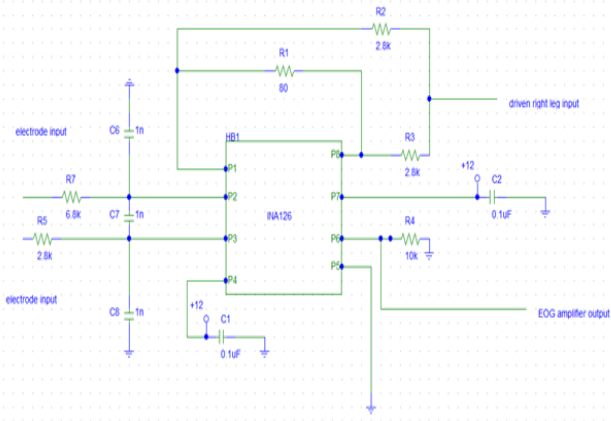 R2
2.8k
R1
80
driven right leg input
electrode input
C6
1n
HB1
P8
R3
2.8k
P1
+12
C2
R7
6.8k
P2
P7
0.1uF
C7
1n
INA126
R5
2.8k
P3
P6
R4
10k
P5
electrode input
P4
+12
C1
0.1uF
C8
1n
EOG amplifier output